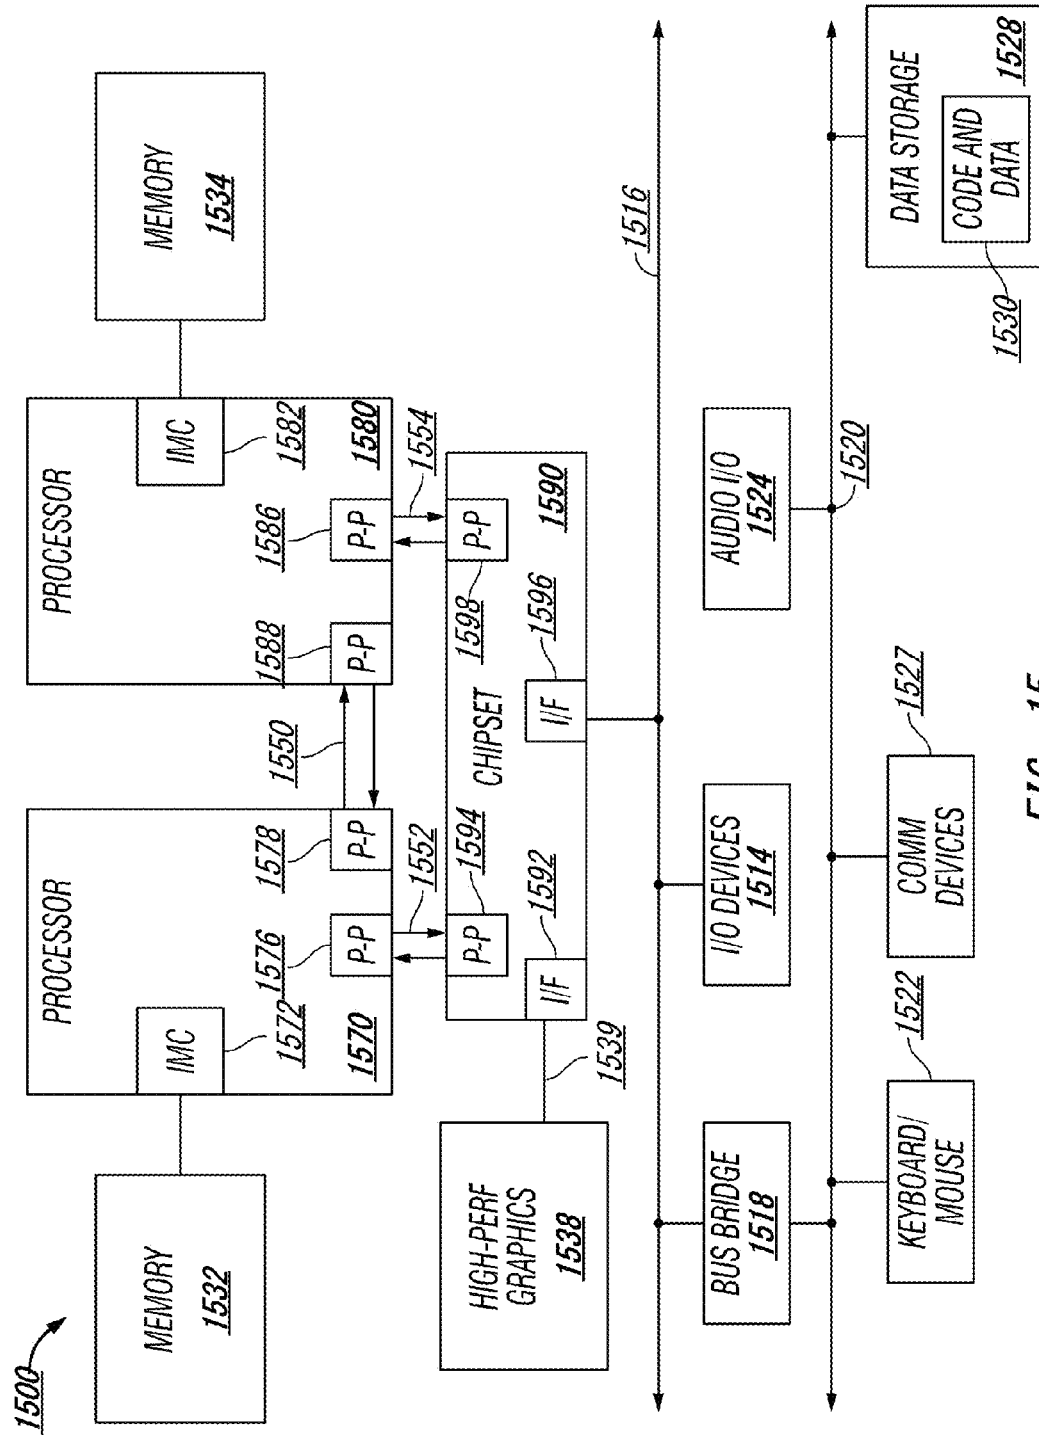 1500
MEMORY
1532
PROCESSOR
IMC
1572
1570
1576
P-P
1578
P-P
1550
PROCESSOR
1588
P-P
1586
P-P
IMC
1582
1580
MEMORY
1534
1552
1554
HIGH-PERF
GRAPHICS
1538
1539
P-P
1594
I/F
1592
CHIPSET
P-P
1598
I/F
1596
1590
1516
BUS BRIDGE
1518
I/O DEVICES
1514
AUDIO I/O
1524
1520
KEYBOARD/
MOUSE
1522
COMM
DEVICES
1527
DATA STORAGE
CODE AND
DATA
1530
1528
FIG. 15